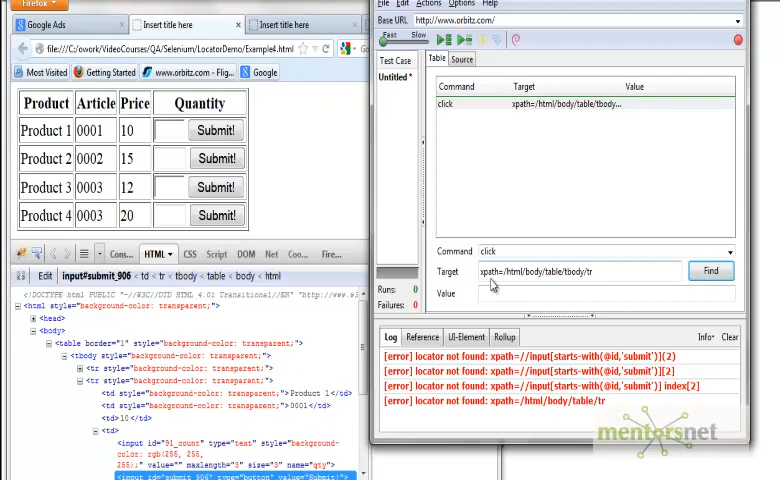 Firefox
Google Ads
Insert title here
Insert title here
file:///C:/owork/VideoCourses/QA/Selenium/LocatorDemo/Example4.html
Most Visited Getting Started www.orbitz.com - Flig... Google
Product Article Price Quantity
Product 1 0001 10 Submit!
Product 2 0002 15 Submit!
Product 3 0003 12 Submit!
Product 4 0003 20 Submit!
Cons... HTML CSS Script DOM Net Coo... Fire...
Edit input#submit_906 < td < tr < tbody < table < body < html
<!DOCTYPE html PUBLIC "-//W3C//DTD HTML 4.01 Transitional//EN" "http://www.w3
<html style="background-color: transparent;">
<head>
<body>
<table border="1" style="background-color: transparent;">
<tbody style="background-color: transparent;">
<tr style="background-color: transparent;">
<tr style="background-color: transparent;">
<td style="background-color: transparent;">Product 1</td>
<td style="background-color: transparent;">0001</td>
<td>10</td>
<td>
<input id="91_count" type="text" style="background-
color: rgb(255, 255,
255);" value="" maxlength="3" size="3" name="qty">
<input id="submit_906" type="button" value="Submit!">
File Edit Actions Options Help
Base URL http://www.orbitz.com/
Fast Slow
Test Case
Untitled *
Table Source
Command Target Value
click xpath=/html/body/table/tbody...
Command click
Target xpath=/html/body/table/tbody/tr Find
Value
Runs: 0
Failures: 0
Log Reference UI-Element Rollup Info Clear
[error] locator not found: xpath=//input[starts-with(@id,'submit')](2)
[error] locator not found: xpath=//input[starts-with(@id,'submit')][2]
[error] locator not found: xpath=//input[starts-with(@id,'submit')] index[2]
[error] locator not found: xpath=/html/body/table/tr
mentorsnet